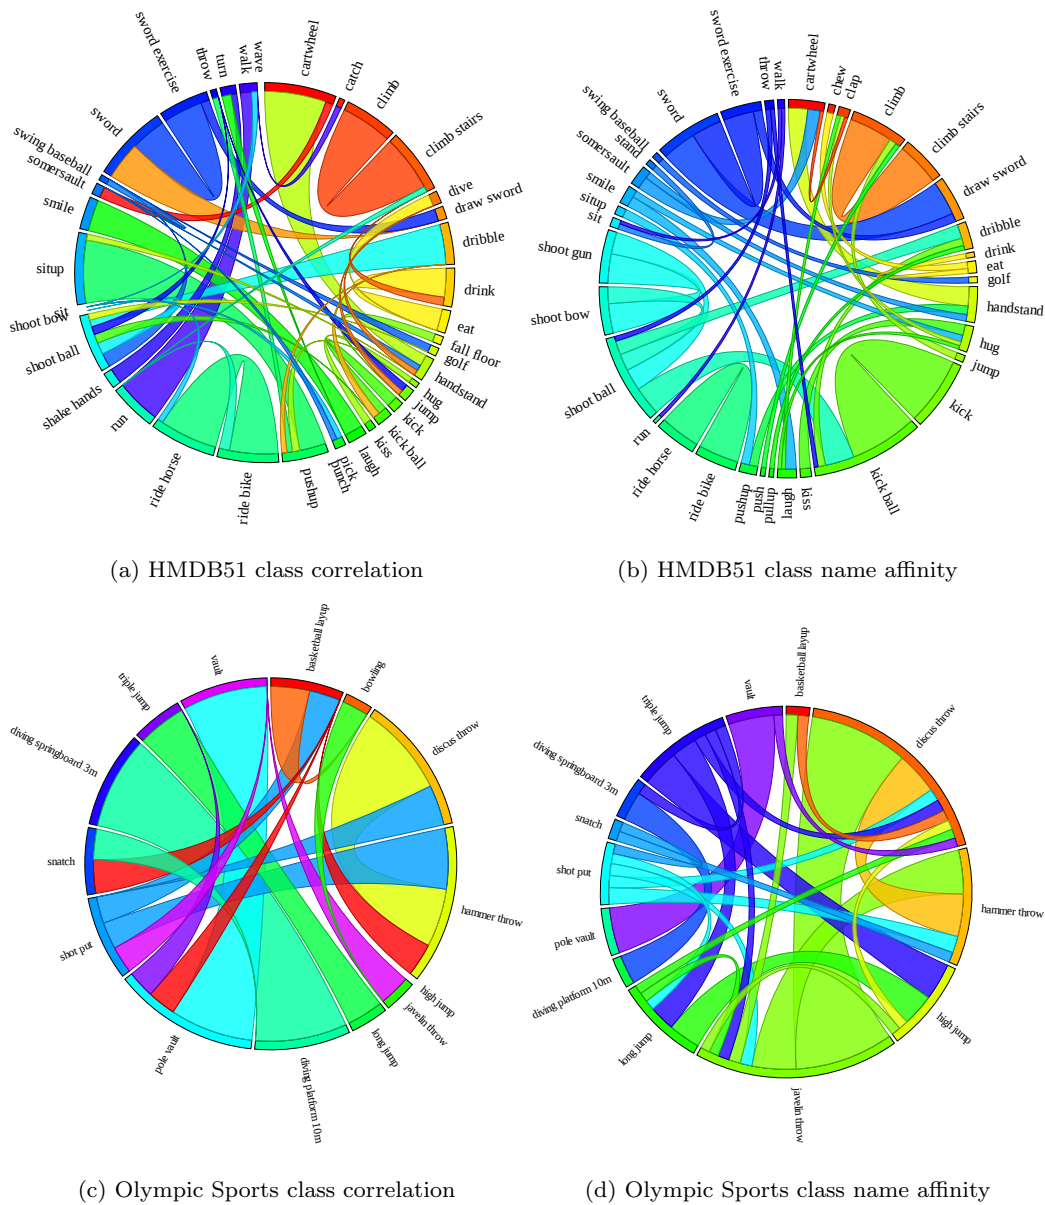 cartwheel
catch
climb
climb stairs
dive
draw sword
dribble
drink
eat
fall floor
golf
handstand
hug
jump
kick
kick ball
kiss
laugh
pick
punch
pushup
ride bike
ride horse
run
shake hands
shoot ball
shoot bow
sit
situp
smile
somersault
swing baseball
sword
sword exercise
throw
turn
walk
wave
(a) HMDB51 class correlation
cartwheel
chew
clap
climb
climb stairs
draw sword
dribble
drink
eat
golf
handstand
hug
jump
kick
kick ball
kiss
laugh
pullup
push
pushup
ride bike
ride horse
run
shoot ball
shoot bow
shoot gun
sit
situp
smile
somersault
stand
swing baseball
sword
sword exercise
throw
walk
(b) HMDB51 class name affinity
basketball layup
bowling
discus throw
hammer throw
high jump
javelin throw
long jump
diving platform 10m
pole vault
shot put
snatch
diving springboard 3m
triple jump
vault
(c) Olympic Sports class correlation
basketball layup
discus throw
hammer throw
high jump
javelin throw
long jump
diving platform 10m
pole vault
shot put
snatch
diving springboard 3m
triple jump
vault
(d) Olympic Sports class name affinity